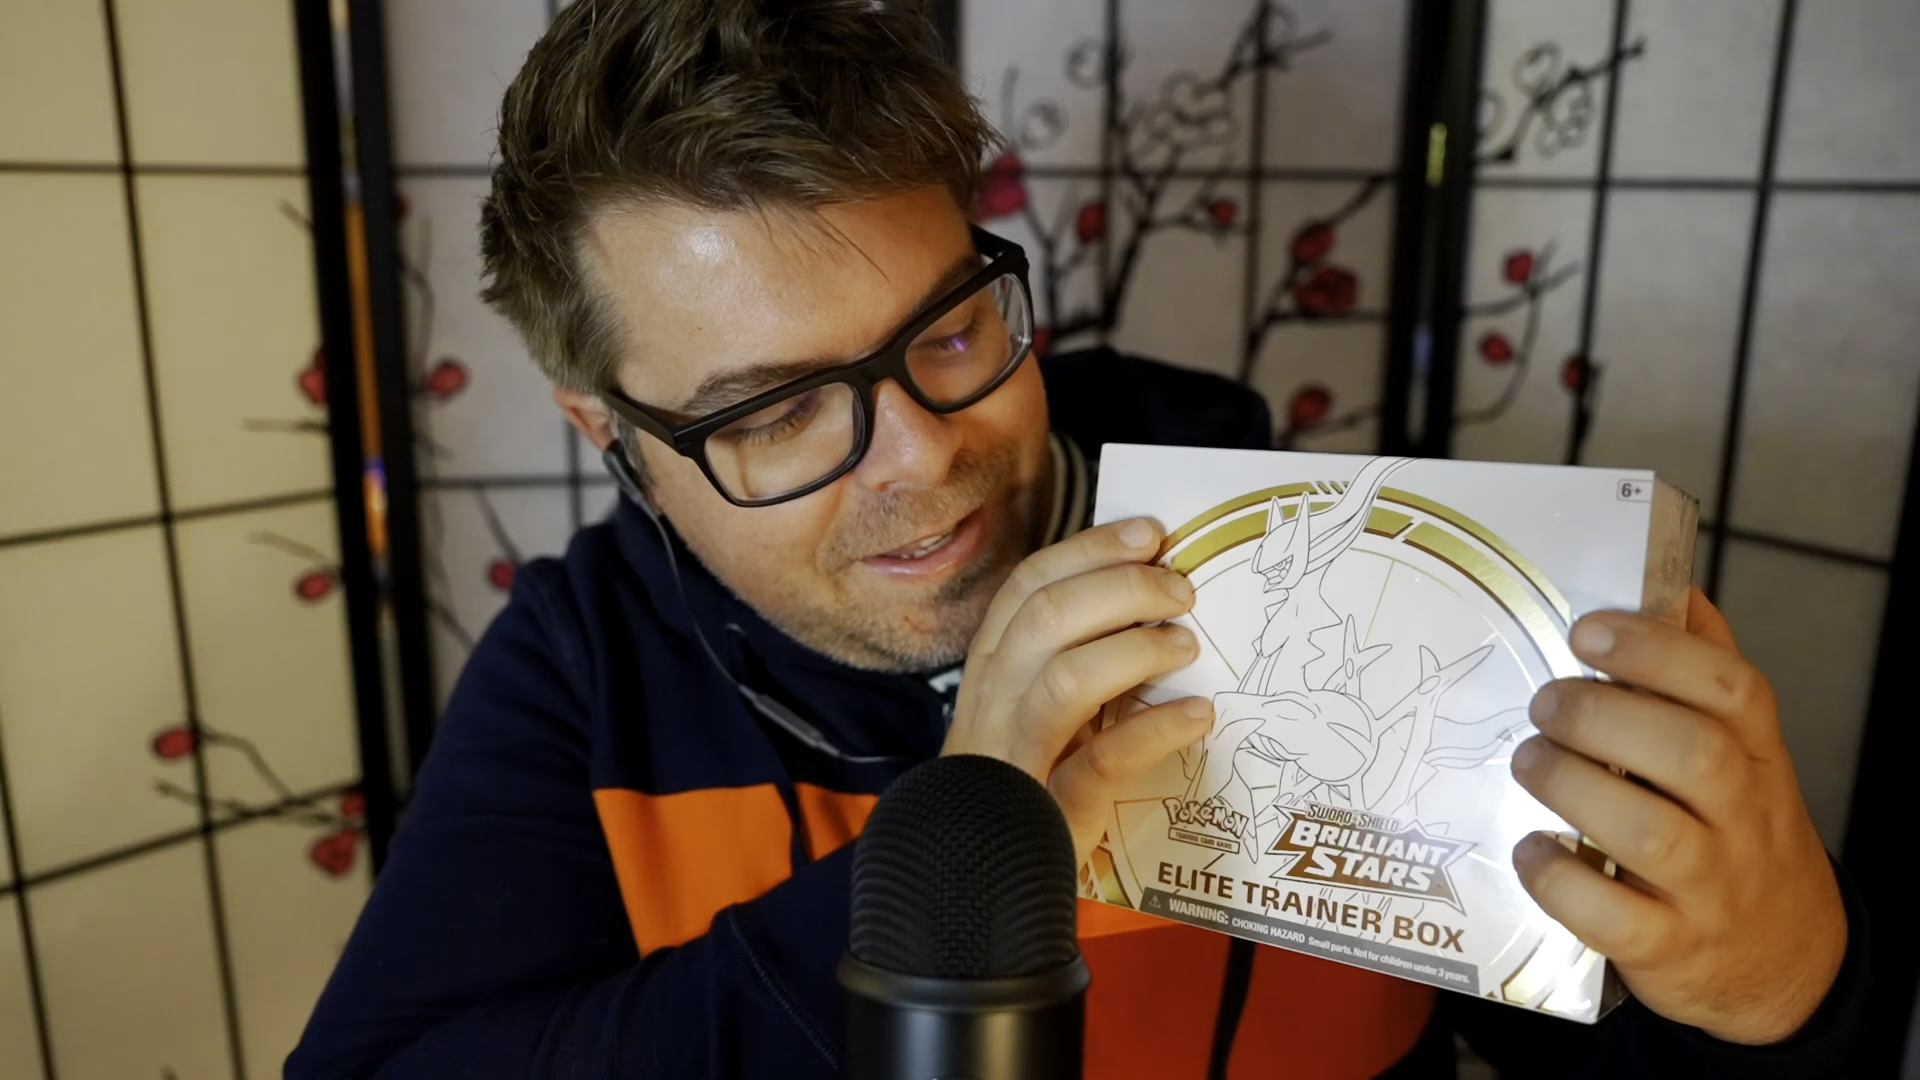 6+
POKéMON
TRADING CARD GAME
SWORD & SHIELD
BRILLIANT
STARS
ELITE TRAINER BOX
⚠ WARNING: CHOKING HAZARD Small parts. Not for children under 3 years.